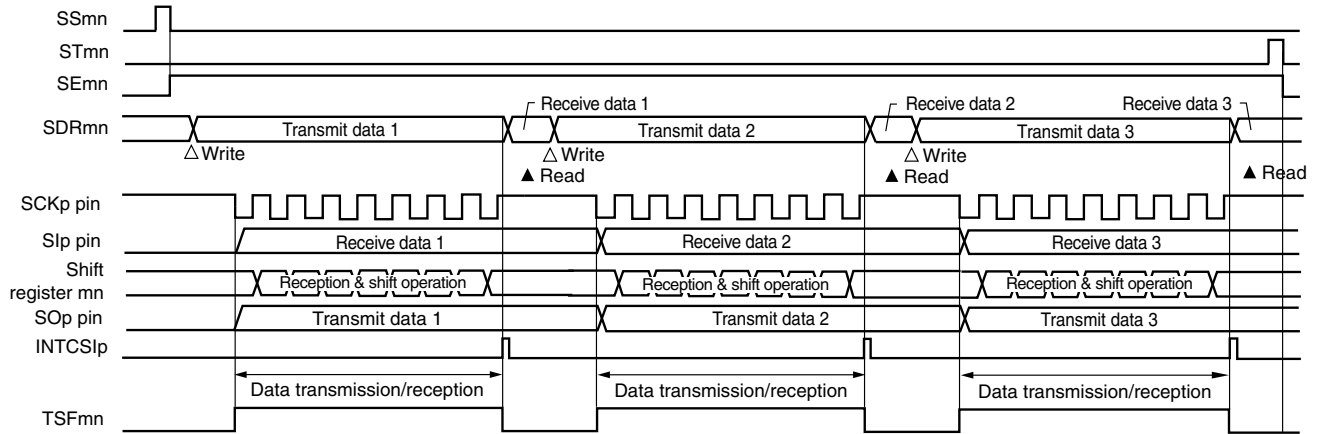 SSmn
STmn
SEmn
Receive data 1 Receive data 2 Receive data 3
SDRmn Transmit data 1 Transmit data 2 Transmit data 3
△Write △ Write △ Write
▲ Read ▲ Read ▲ Read
SCKp pin
SIp pin Receive data 1 Receive data 2 Receive data 3
Shift
register mn Reception & shift operation Reception & shift operation Reception & shift operation
SOp pin Transmit data 1 Transmit data 2 Transmit data 3
INTCSIp
Data transmission/reception Data transmission/reception Data transmission/reception
TSFmn